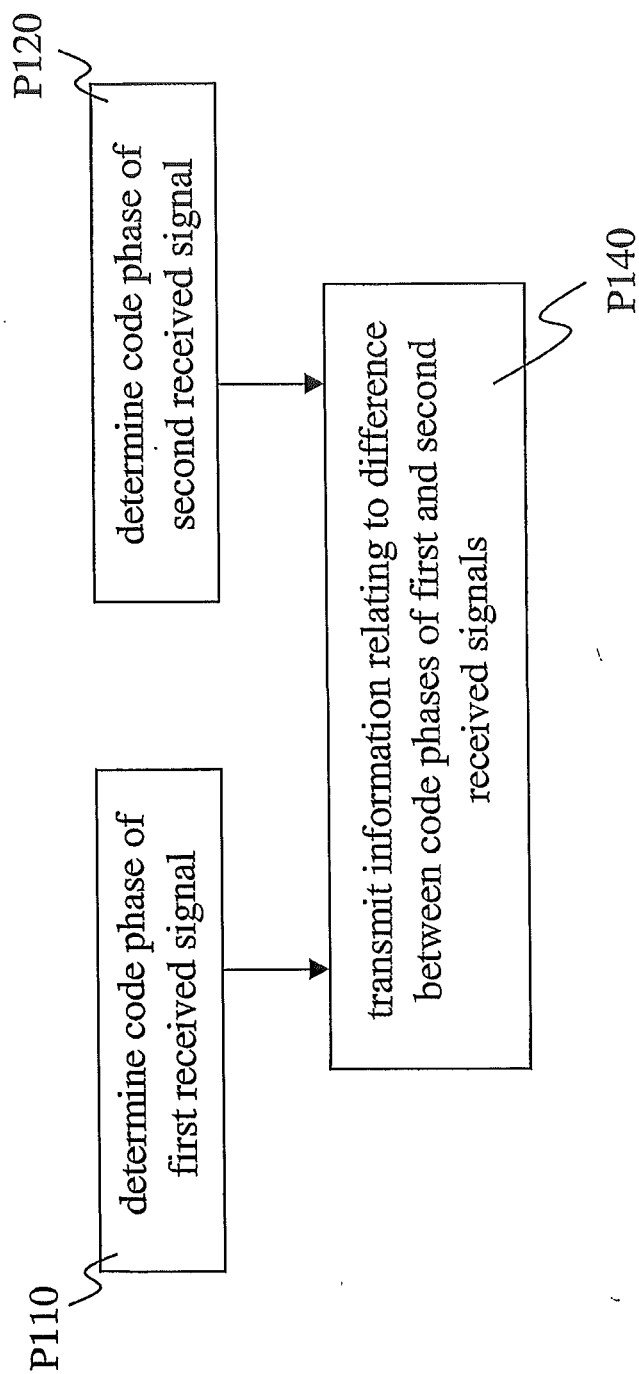 P110
determine code phase of
first received signal
P120
determine code phase of
second received signal
transmit information relating to difference
between code phases of first and second
received signals
P140